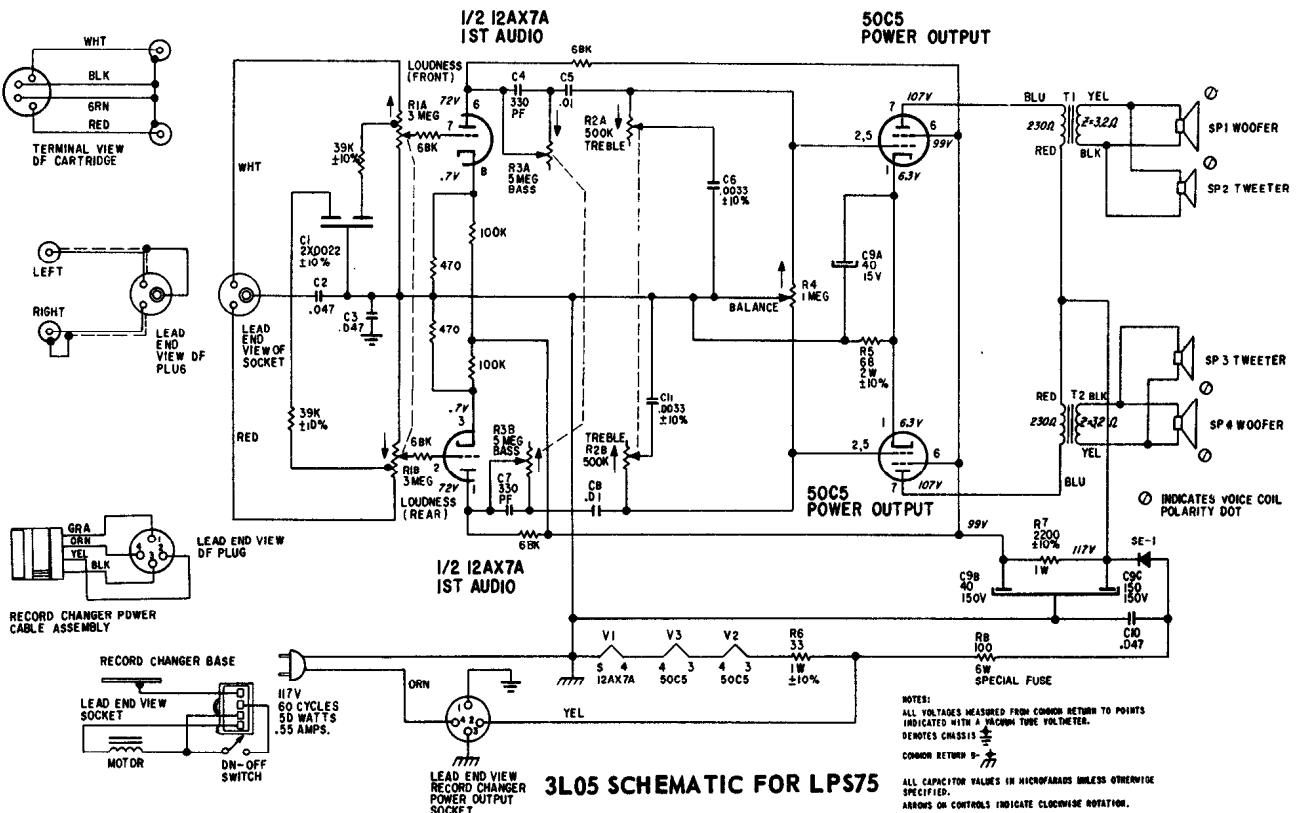 1/2 12AX7A
1ST AUDIO
50C5
POWER OUTPUT
WHT
BLK
GRN
RED
TERMINAL VIEW
OF CARTRIDGE
LOUDNESS
(FRONT)
R1A
3 MEG
72V
6
7
68K
8
.7V
68K
C4
330
PF
C5
.01
R3A
5 MEG
BASS
R2A
500K
TREBLE
39K
±10%
WHT
C1
2X.0022
±10%
100K
470
C6
.0033
±10%
107V
7
2,5
6
99V
1
6.3V
BLU
T1
YEL
230Ω
Z=3.2Ω
RED
BLK
SP1 WOOFER
SP2 TWEETER
LEFT
RIGHT
LEAD
END
VIEW OF
PLUG
LEAD
END
VIEW OF
SOCKET
C2
.047
C3
.047
470
100K
BALANCE
R4
1 MEG
C9A
40
15V
R5
68
2W
±10%
39K
±10%
RED
.7V
3
68K
2
R1B
3 MEG
LOUDNESS
(REAR)
72V
1
R3B
5 MEG
BASS
C7
330
PF
TREBLE
R2B
500K
C8
.01
C11
.0033
±10%
68K
1
6.3V
2,5
6
7
107V
50C5
POWER OUTPUT
RED
T2
BLK
230Ω
Z=3.2Ω
YEL
BLU
SP3 TWEETER
SP4 WOOFER
INDICATES VOICE COIL
POLARITY DOT
GRA
ORN
YEL
BLK
4
1
2
3
LEAD END VIEW
OF PLUG
RECORD CHANGER POWER
CABLE ASSEMBLY
1/2 12AX7A
1ST AUDIO
99V
R7
2200
±10%
1W
117V
SE-1
C9B
40
150V
C9C
150
150V
C10
.047
V1
5 4
12AX7A
V3
4 3
50C5
V2
4 3
50C5
R6
33
1W
±10%
R8
100
6W
SPECIAL FUSE
RECORD CHANGER BASE
LEAD END VIEW
SOCKET
MOTOR
ON-OFF
SWITCH
117V
60 CYCLES
50 WATTS
.55 AMPS.
ORN
1
4 2
3
YEL
LEAD END VIEW
RECORD CHANGER
POWER OUTPUT
SOCKET
3L05 SCHEMATIC FOR LPS75
NOTES:
ALL VOLTAGES MEASURED FROM COMMON RETURN TO POINTS
INDICATED WITH A VACUUM TUBE VOLTMETER.
DENOTES CHASSIS
COMMON RETURN B-
ALL CAPACITOR VALUES IN MICROFARADS UNLESS OTHERWISE
SPECIFIED.
ARROWS ON CONTROLS INDICATE CLOCKWISE ROTATION.